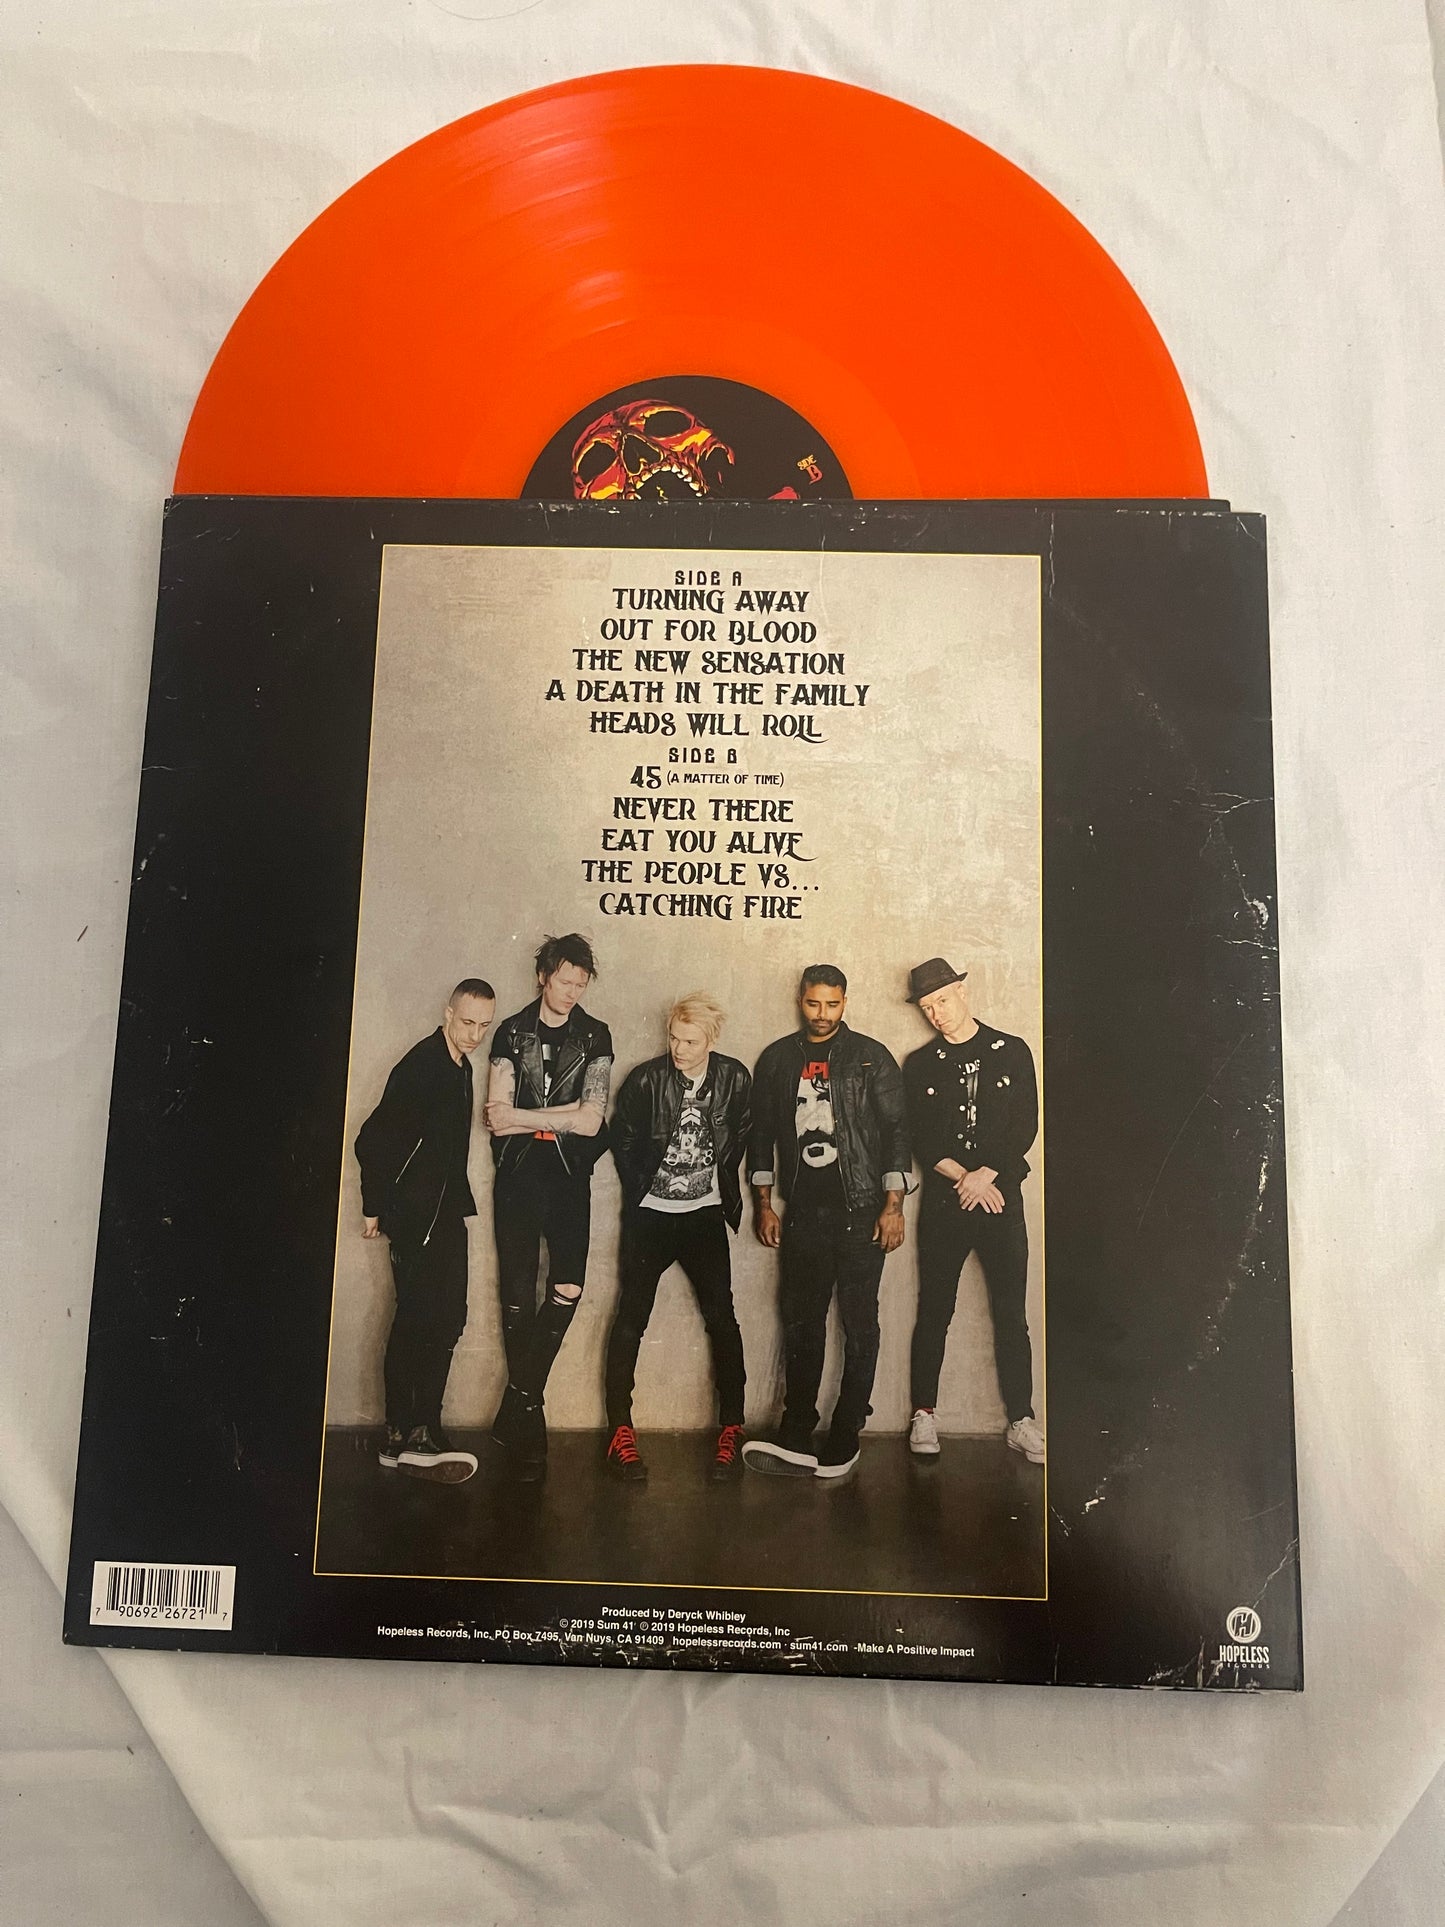 SIDE B
SIDE A
TURNING AWAY
OUT FOR BLOOD
THE NEW SENSATION
A DEATH IN THE FAMILY
HEADS WILL ROLL
SIDE B
45 (A MATTER OF TIME)
NEVER THERE
EAT YOU ALIVE
THE PEOPLE VS...
CATCHING FIRE
7 90692 26721 7
Produced by Deryck Whibley
© 2019 Sum 41 ℗ 2019 Hopeless Records, Inc
Hopeless Records, Inc. PO Box 7495, Van Nuys, CA 91409 hopelessrecords.com · sum41.com -Make A Positive Impact
H
HOPELESS
RECORDS